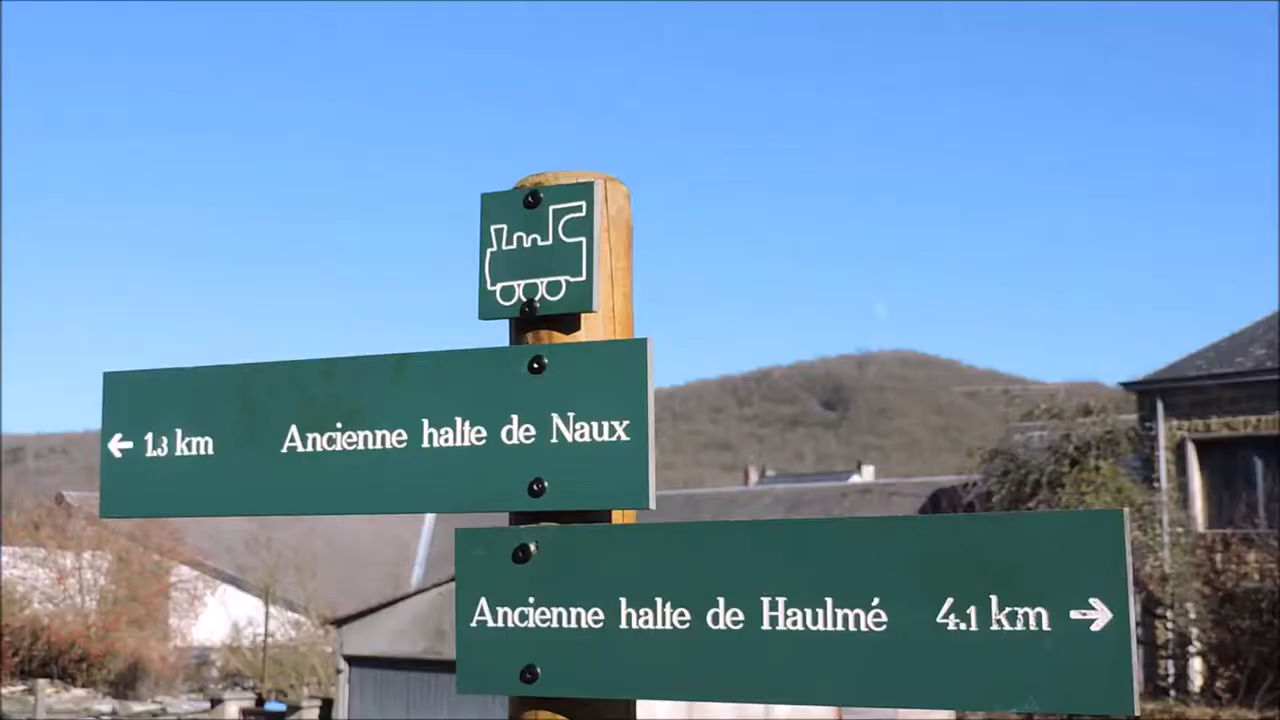 ← 1.3 km Ancienne halte de Naux
Ancienne halte de Haulmé 4.1 km →